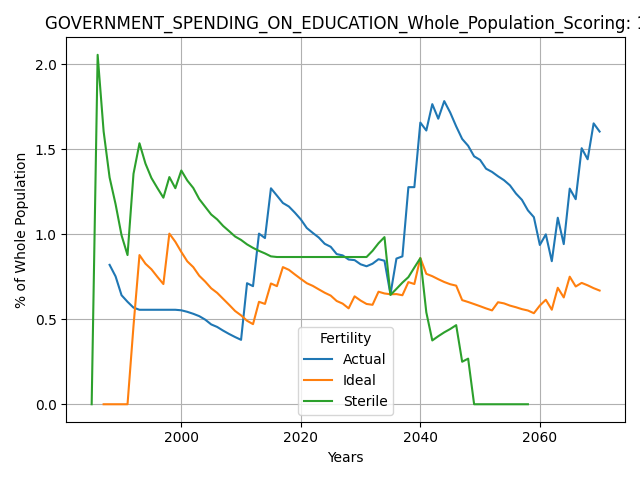 GOVERNMENT_SPENDING_ON_EDUCATION_Whole_Population_Scoring:
% of Whole Population
2.0
1.5
1.0
0.5
0.0
Fertility
Actual
Ideal
Sterile
2000
2020
2040
2060
Years